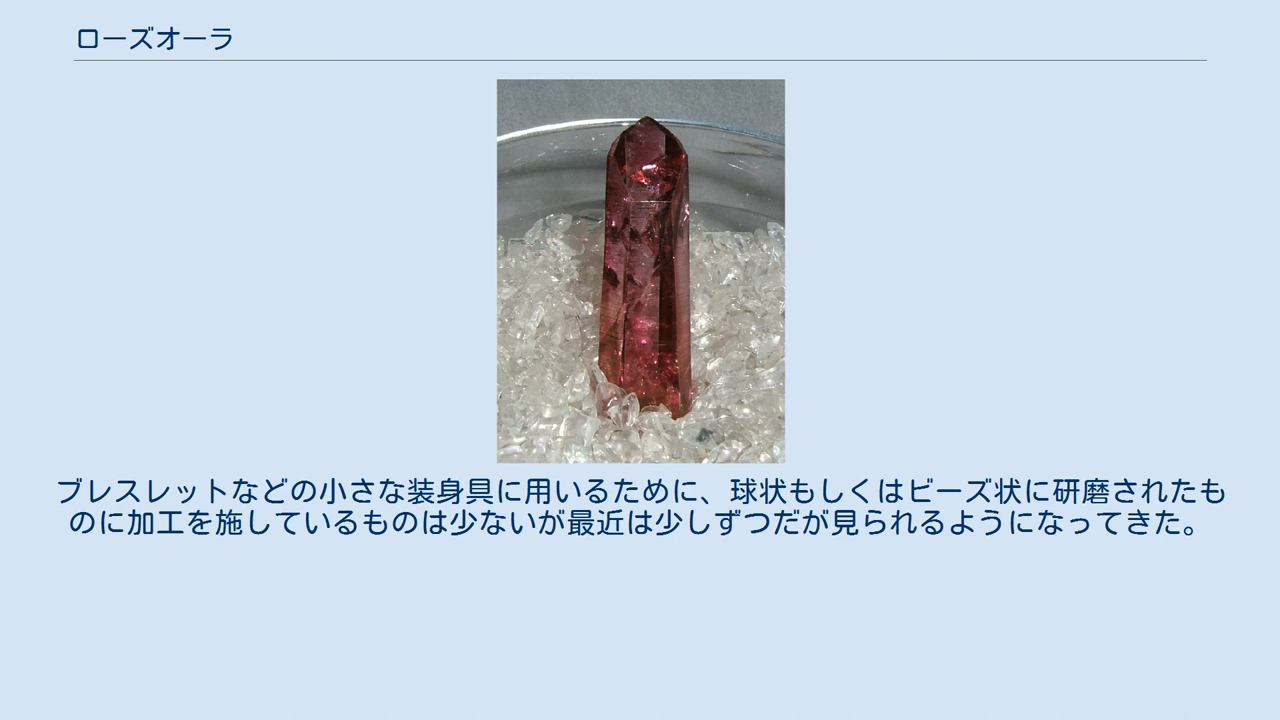 ローズオーラ
ブレスレットなどの小さな装身具に用いるために、球状もしくはビーズ状に研磨されたも
のに加工を施しているものは少ないが最近は少しずつだが見られるようになってきた。